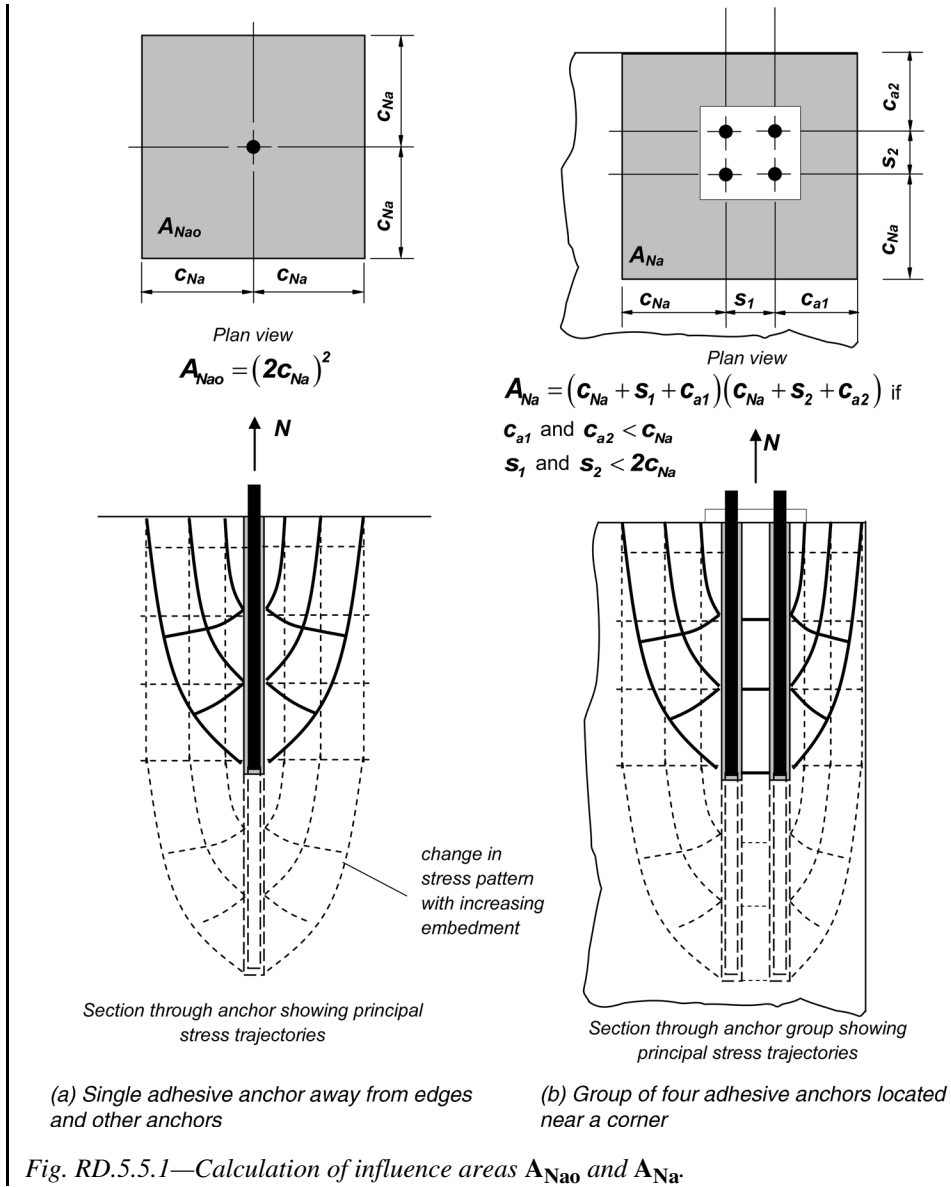 c_Na
c_Na
A_Nao
c_Na c_Na
Plan view
A_Nao = (2c_Na)^2
N
change in
stress pattern
with increasing
embedment
Section through anchor showing principal
stress trajectories
(a) Single adhesive anchor away from edges
and other anchors
c_a2
s_2
c_Na
A_Na
c_Na s_1 c_a1
Plan view
A_Na = (c_Na + s_1 + c_a1)(c_Na + s_2 + c_a2) if
c_a1 and c_a2 < c_Na
s_1 and s_2 < 2c_Na
N
Section through anchor group showing
principal stress trajectories
(b) Group of four adhesive anchors located
near a corner
Fig. RD.5.5.1—Calculation of influence areas A_Nao and A_Na.